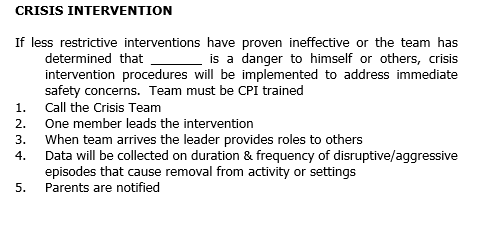 CRISIS INTERVENTION
If less restrictive interventions have proven ineffective or the team has
determined that _______ is a danger to himself or others, crisis
intervention procedures will be implemented to address immediate
safety concerns. Team must be CPI trained
1. Call the Crisis Team
2. One member leads the intervention
3. When team arrives the leader provides roles to others
4. Data will be collected on duration & frequency of disruptive/aggressive
episodes that cause removal from activity or settings
5. Parents are notified